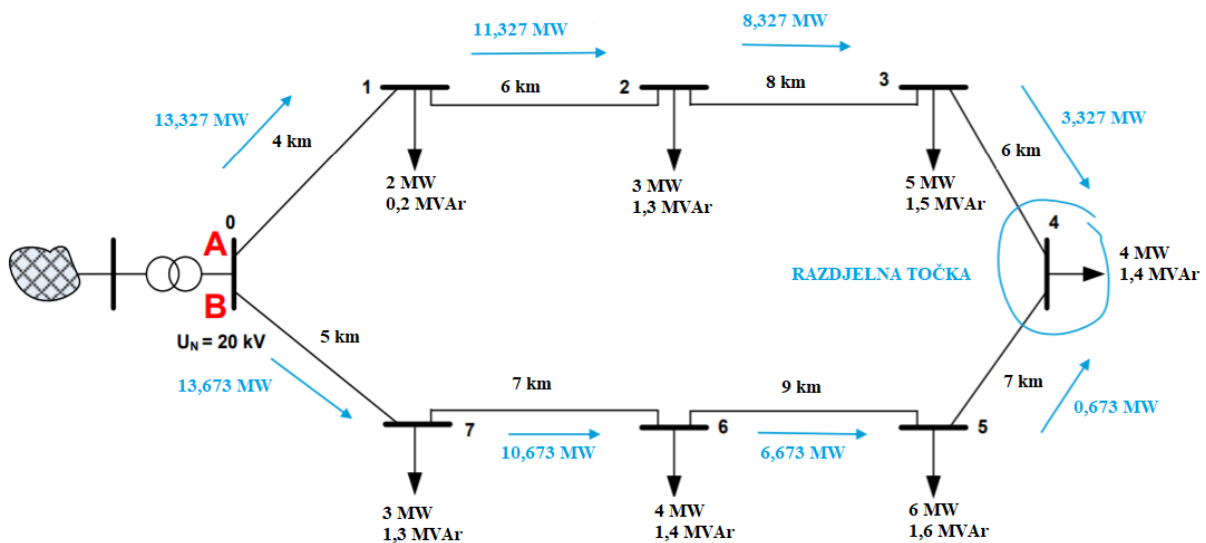 11,327 MW
8,327 MW
1
6 km
2
8 km
3
13,327 MW
4 km
3,327 MW
6 km
2 MW
0,2 MVAr
3 MW
1,3 MVAr
5 MW
1,5 MVAr
0
A
4
B
RAZDJELNA TOČKA
4 MW
1,4 MVAr
U_N = 20 kV
5 km
13,673 MW
7 km
9 km
7 km
0,673 MW
7
10,673 MW
6
6,673 MW
5
3 MW
1,3 MVAr
4 MW
1,4 MVAr
6 MW
1,6 MVAr